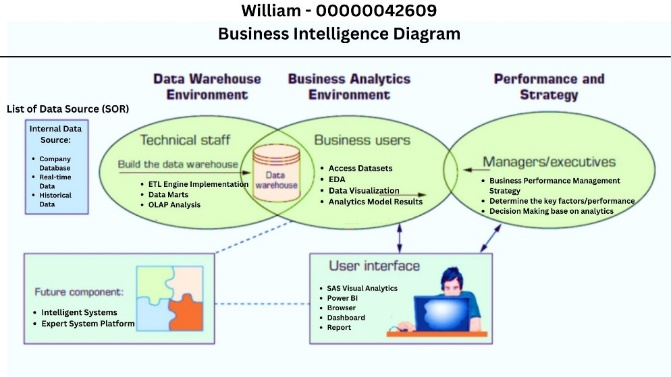 William - 00000042609
Business Intelligence Diagram
Data Warehouse
Environment
Business Analytics
Environment
Performance and
Strategy
List of Data Source (SOR)
Internal Data
Source:
• Company
Database
• Real-time
Data
• Historical
Data
Technical staff
Build the data warehouse
• ETL Engine Implementation
• Data Marts
• OLAP Analysis
Data
warehouse
Business users
• Access Datasets
• EDA
• Data Visualization
• Analytics Model Results
Managers/executives
• Business Performance Management
Strategy
• Determine the key factors/performance
• Decision Making base on analytics
Future component:
• Intelligent Systems
• Expert System Platform
User interface
• SAS Visual Analytics
• Power BI
• Browser
• Dashboard
• Report